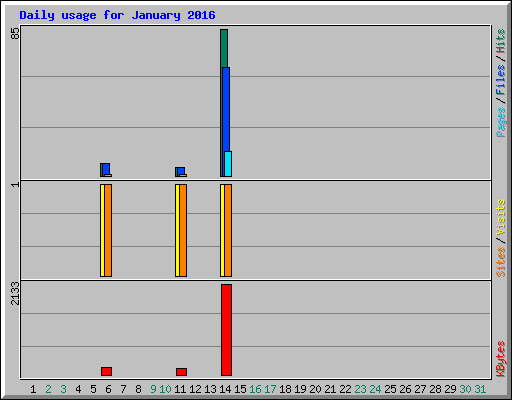 Daily usage for January 2016
85
Pages / Files / Hits
1
Sites / Visits
2133
KBytes
1 2 3 4 5 6 7 8 9 10 11 12 13 14 15 16 17 18 19 20 21 22 23 24 25 26 27 28 29 30 31